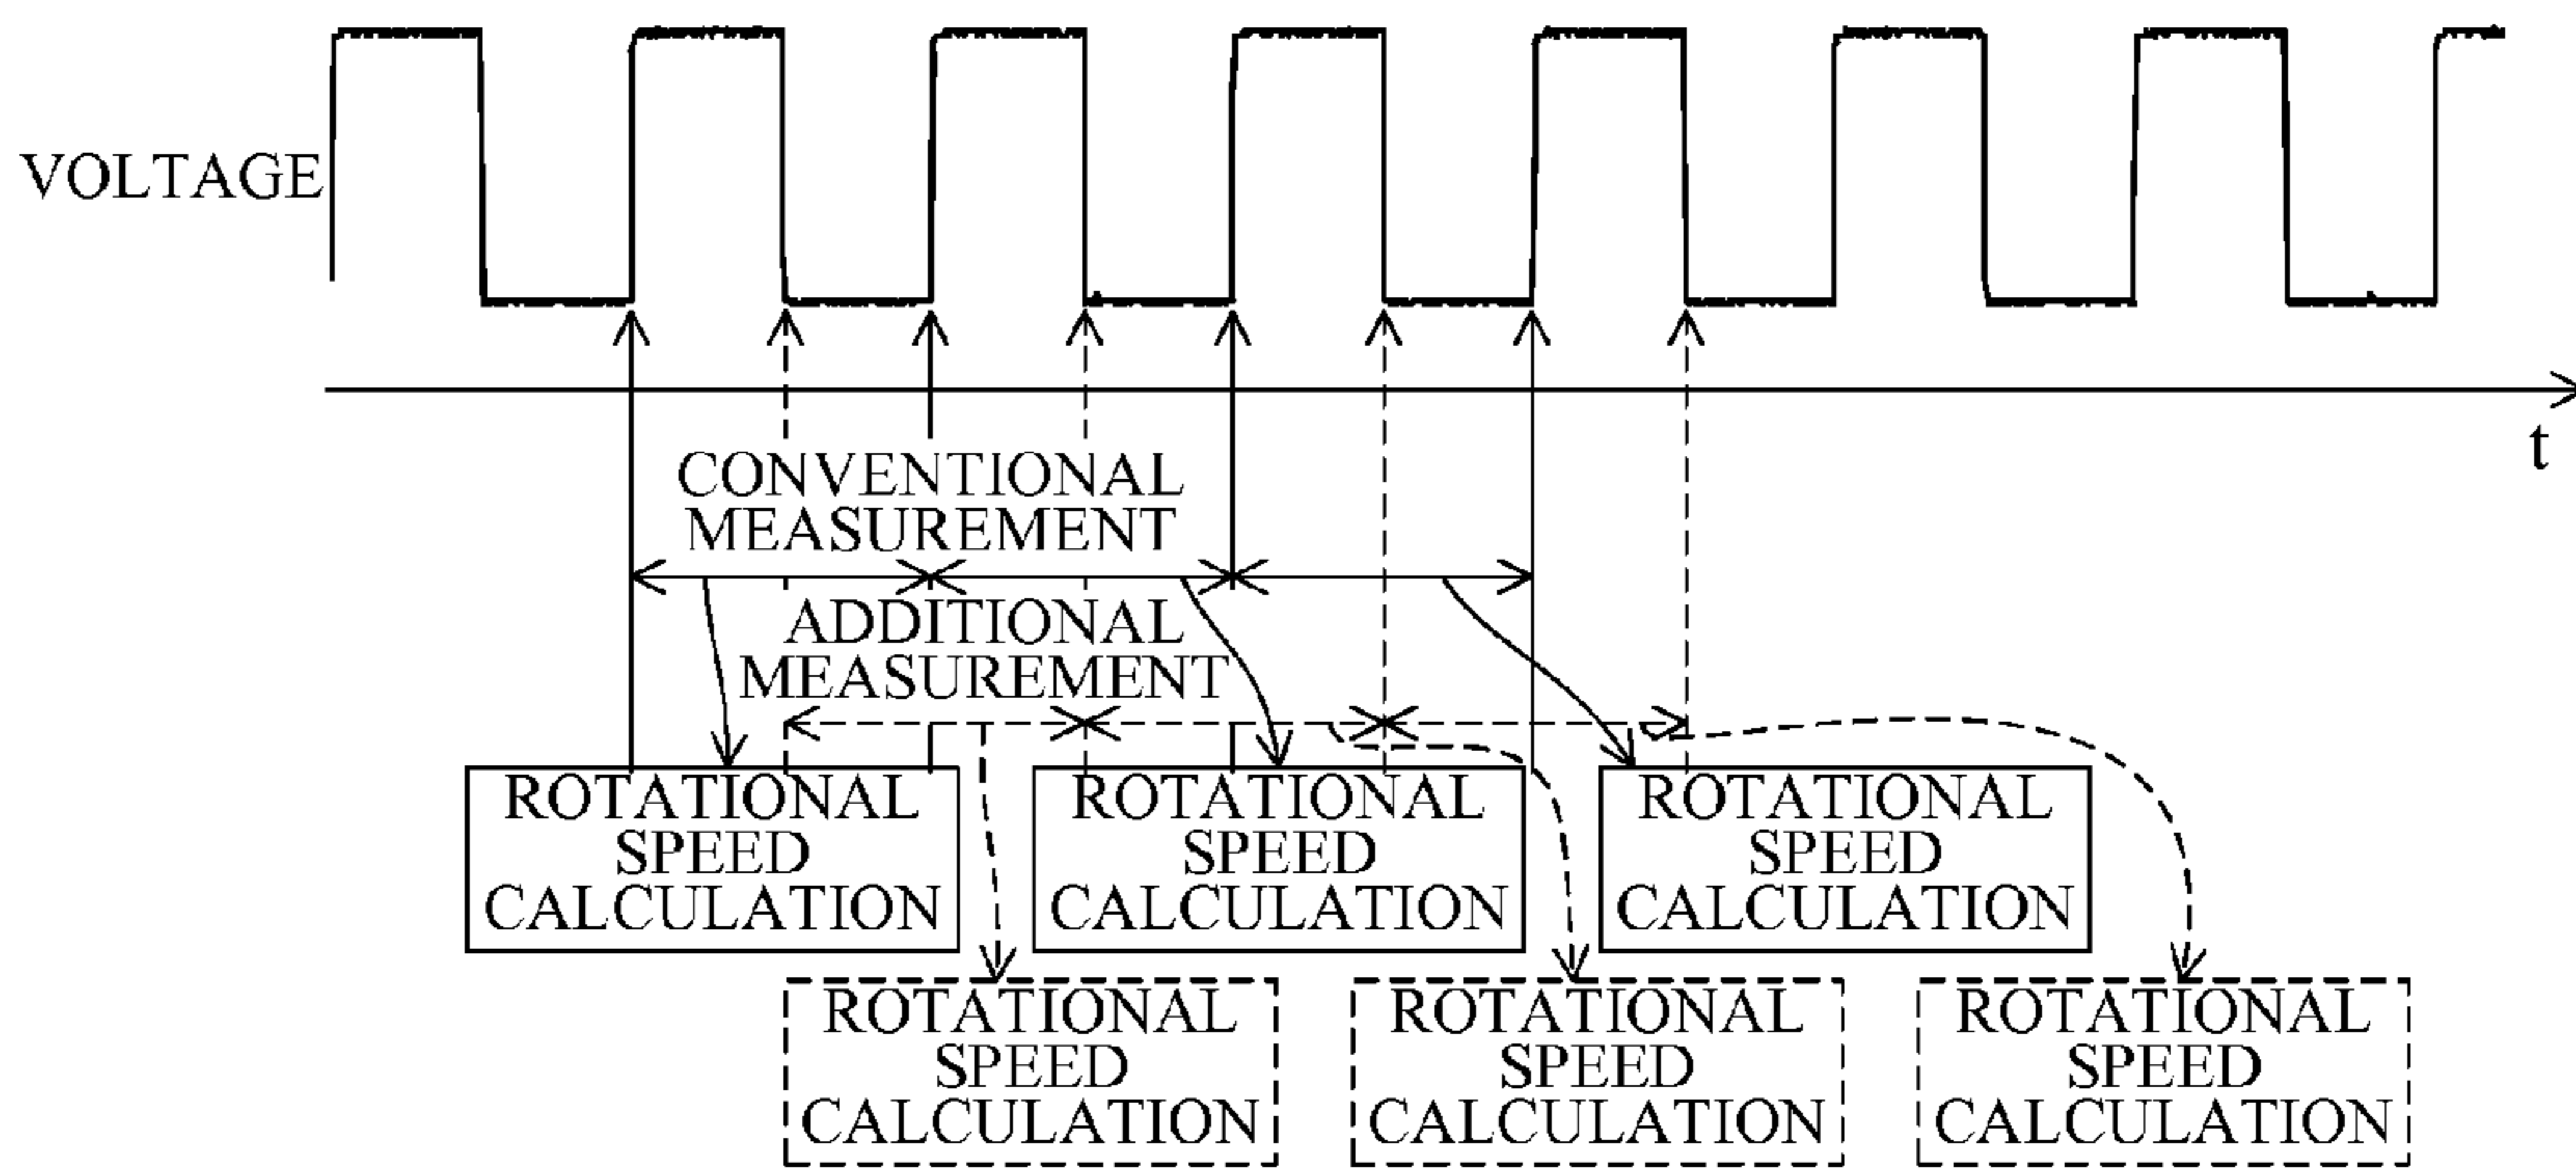 VOLTAGE
t
CONVENTIONAL
MEASUREMENT
ADDITIONAL
MEASUREMENT
ROTATIONAL
SPEED
CALCULATION
ROTATIONAL
SPEED
CALCULATION
ROTATIONAL
SPEED
CALCULATION
ROTATIONAL
SPEED
CALCULATION
ROTATIONAL
SPEED
CALCULATION
ROTATIONAL
SPEED
CALCULATION